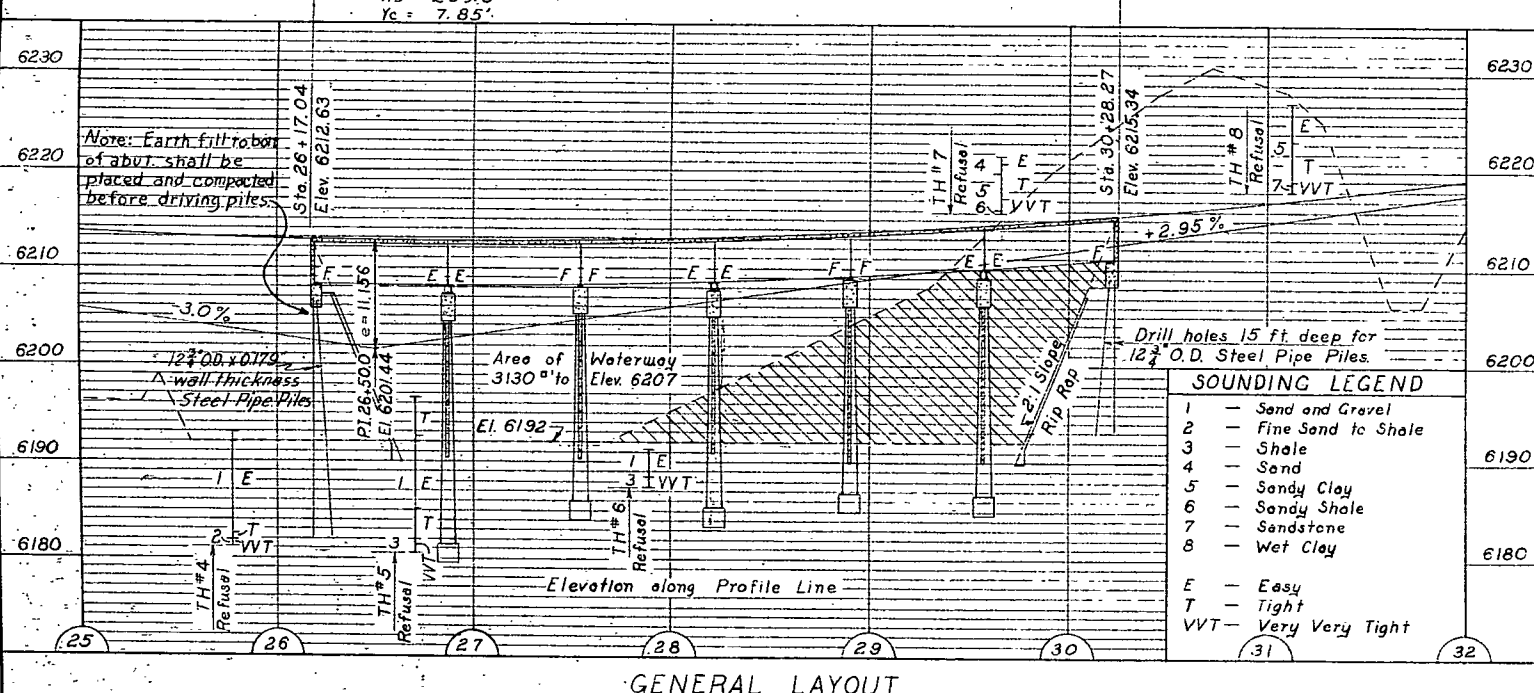 Yc = 7.85'
6230
6220
6210
6200
6190
6180
6230
6220
6210
6200
6190
6180
Note: Earth fill to bott
of abut. shall be
placed and compacted
before driving piles.
Sta. 26+17.04
Elev. 6212.63
F
E E
F F
E E
F F
E E
F
-3.0%
12 3/4" O.D. x 0.179
wall thickness
Steel Pipe Piles
P.I. 26+50.0 e=11.56
El. 6201.44
Area of Waterway
3130 □' to Elev. 6207
El. 6192
TH #7
Refusal
4 E
5 T
6 VVT
Sta. 30+28.27
Elev. 6215.34
TH #8
Refusal
E
5
T
7 VVT
+2.95%
2:1 Slope
Rip Rap
Drill holes 15 ft. deep for
12 3/4" O.D. Steel Pipe Piles.
1 E
2 T
VVT
TH #4
Refusal
T
1 E
T
3
VVT
TH #5
Refusal
1 E
3 VVT
TH #6
Refusal
Elevation along Profile Line
SOUNDING LEGEND
1 — Sand and Gravel
2 — Fine Sand to Shale
3 — Shale
4 — Sand
5 — Sandy Clay
6 — Sandy Shale
7 — Sandstone
8 — Wet Clay
E — Easy
T — Tight
VVT — Very Very Tight
25 26 27 28 29 30 31 32
GENERAL LAYOUT